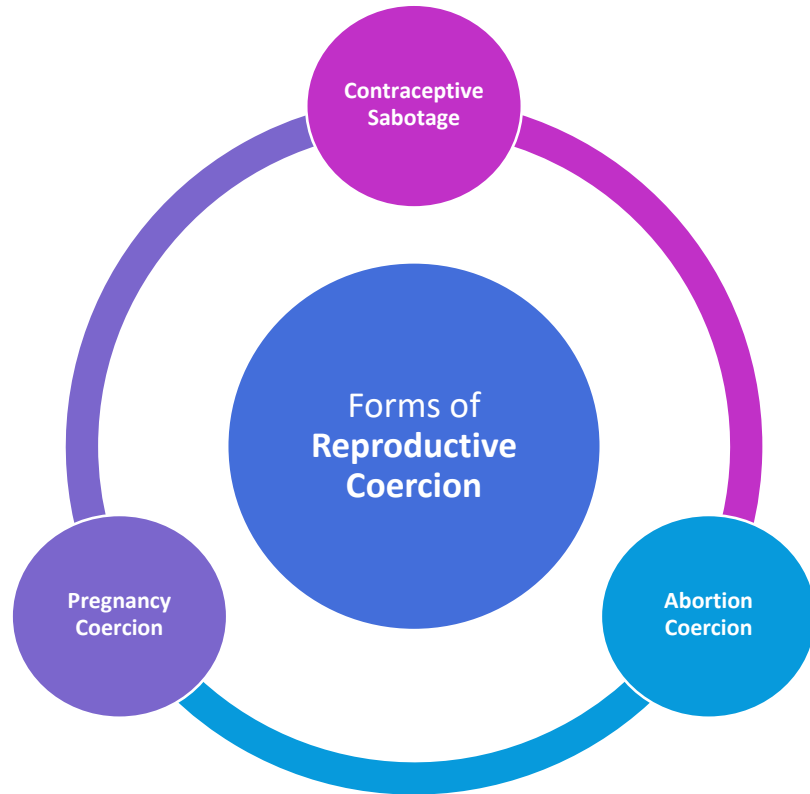 Contraceptive
Sabotage
Forms of
Reproductive
Coercion
Pregnancy
Coercion
Abortion
Coercion